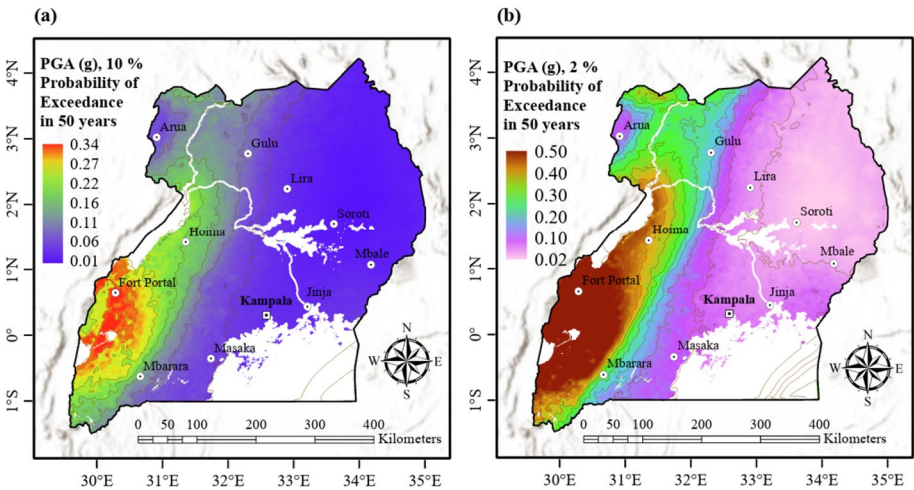 (a)
PGA (g), 10 %
Probability of
Exceedance
in 50 years
0.34
0.27
0.22
0.16
0.11
0.06
0.01
4°N
3°N
2°N
1°N
0°
1°S
Arua
Gulu
Lira
Soroti
Hoima
Mbale
Fort Portal
Kampala
Jinja
Masaka
Mbarara
N
W
E
S
0
50
100
200
300
400
Kilometers
30°E
31°E
32°E
33°E
34°E
35°E
(b)
PGA (g), 2 %
Probability of
Exceedance
in 50 years
0.50
0.40
0.30
0.20
0.10
0.02
4°N
3°N
2°N
1°N
0°
1°S
Arua
Gulu
Lira
Soroti
Hoima
Mbale
Fort Portal
Kampala
Jinja
Masaka
Mbarara
N
W
E
S
0
50
100
200
300
400
Kilometers
30°E
31°E
32°E
33°E
34°E
35°E